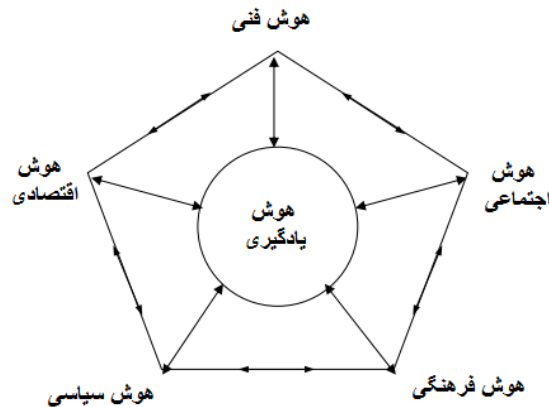 هوش فنی
هوش
اجتماعی
هوش
اقتصادی
هوش
یادگیری
هوش فرهنگی
هوش سیاسی